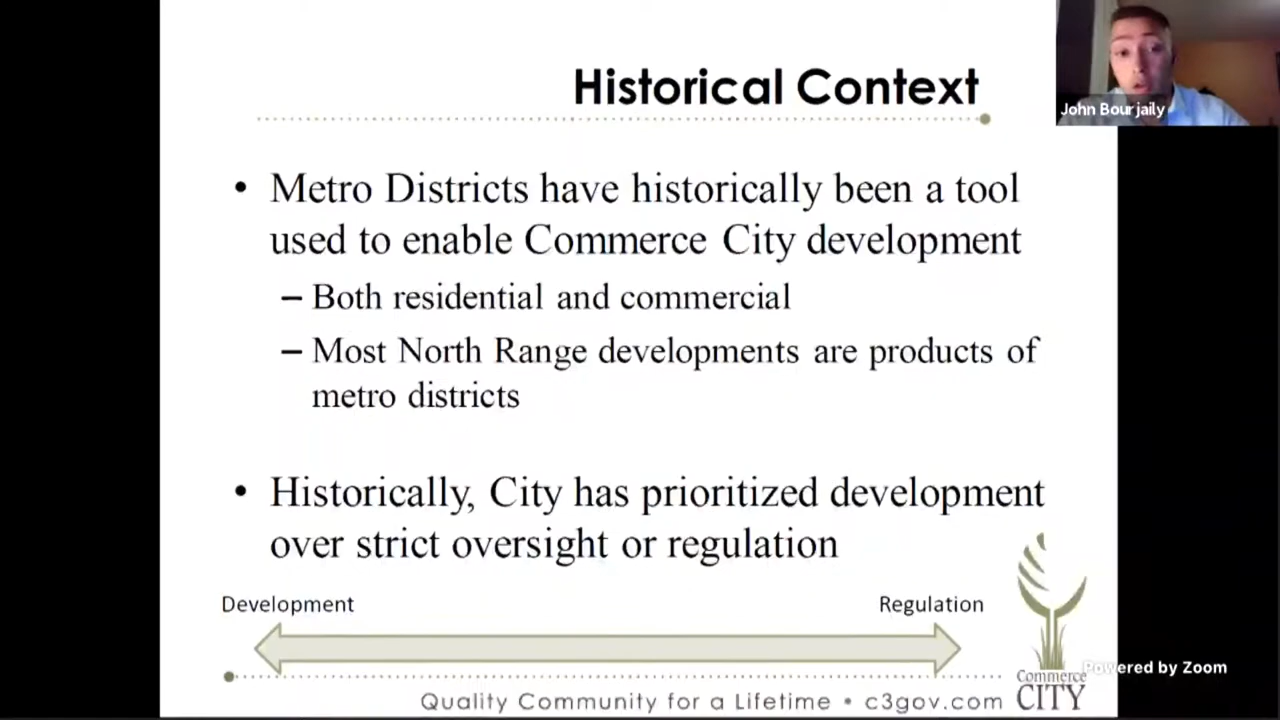 Historical Context
John Bourjaily
• Metro Districts have historically been a tool
used to enable Commerce City development
– Both residential and commercial
– Most North Range developments are products of
metro districts
• Historically, City has prioritized development
over strict oversight or regulation
Development
Regulation
Powered by Zoom
Commerce
CITY
Quality Community for a Lifetime • c3gov.com